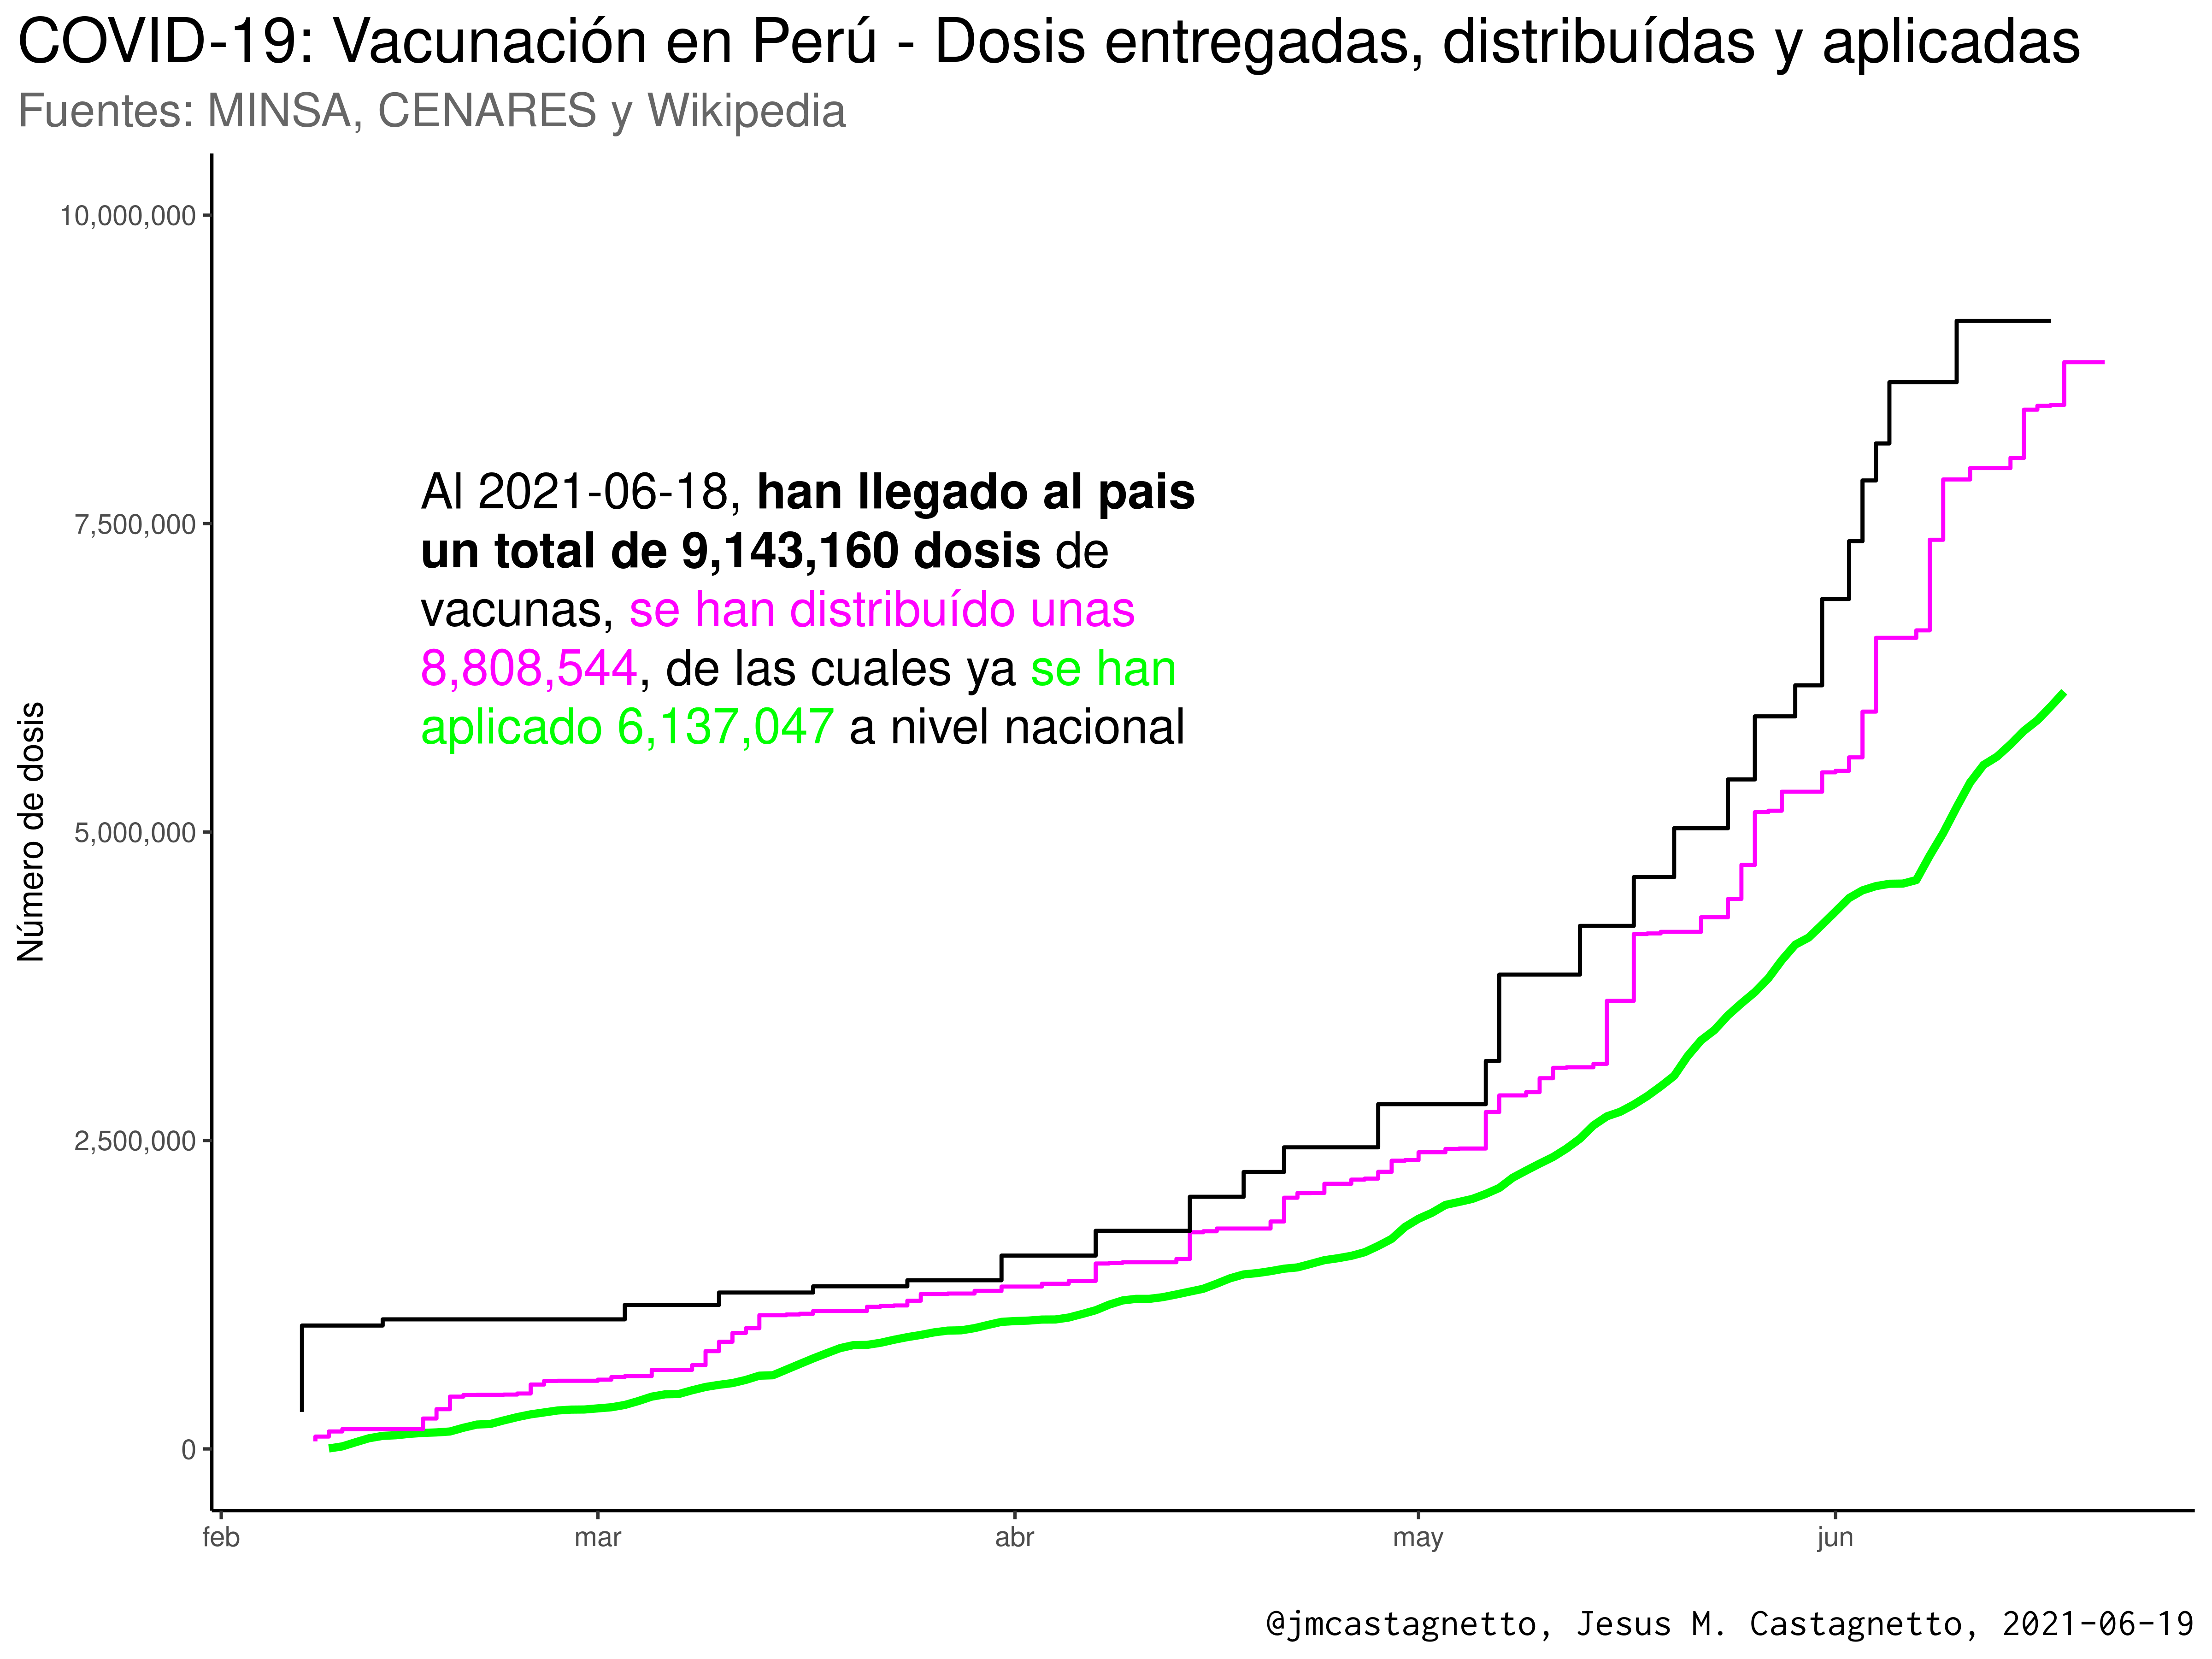 COVID-19: Vacunación en Perú - Dosis entregadas, distribuídas y aplicadas
Fuentes: MINSA, CENARES y Wikipedia
10,000,000
7,500,000
5,000,000
2,500,000
0
Número de dosis
Al 2021-06-18, han llegado al pais
un total de 9,143,160 dosis de
vacunas, se han distribuído unas
8,808,544, de las cuales ya se han
aplicado 6,137,047 a nivel nacional
feb mar abr may jun
@jmcastagnetto, Jesus M. Castagnetto, 2021-06-19